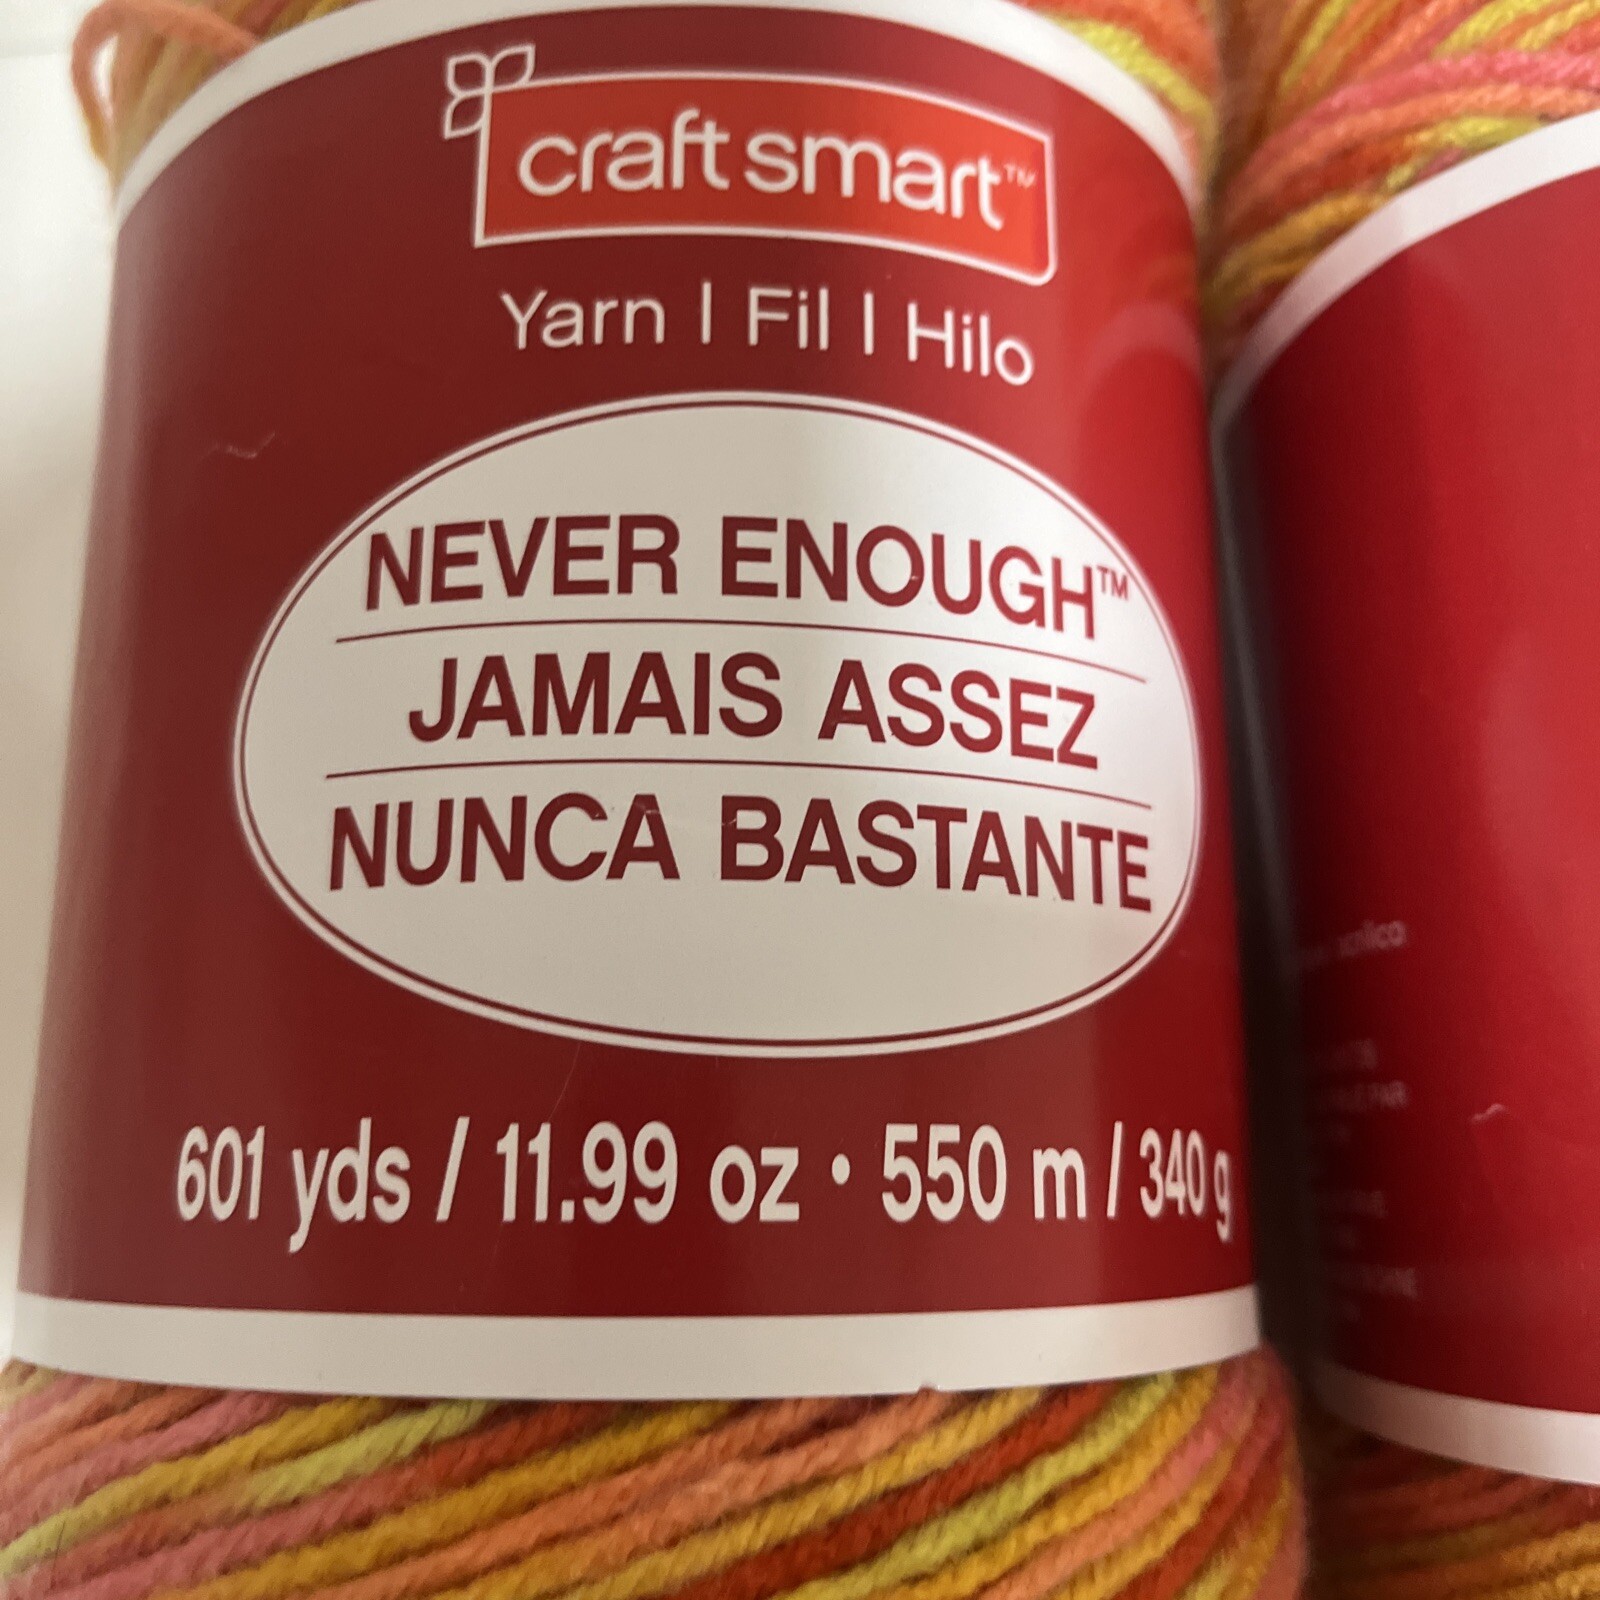 craft smart™
Yarn | Fil | Hilo
NEVER ENOUGH™
JAMAIS ASSEZ
NUNCA BASTANTE
601 yds / 11.99 oz • 550 m / 340 g